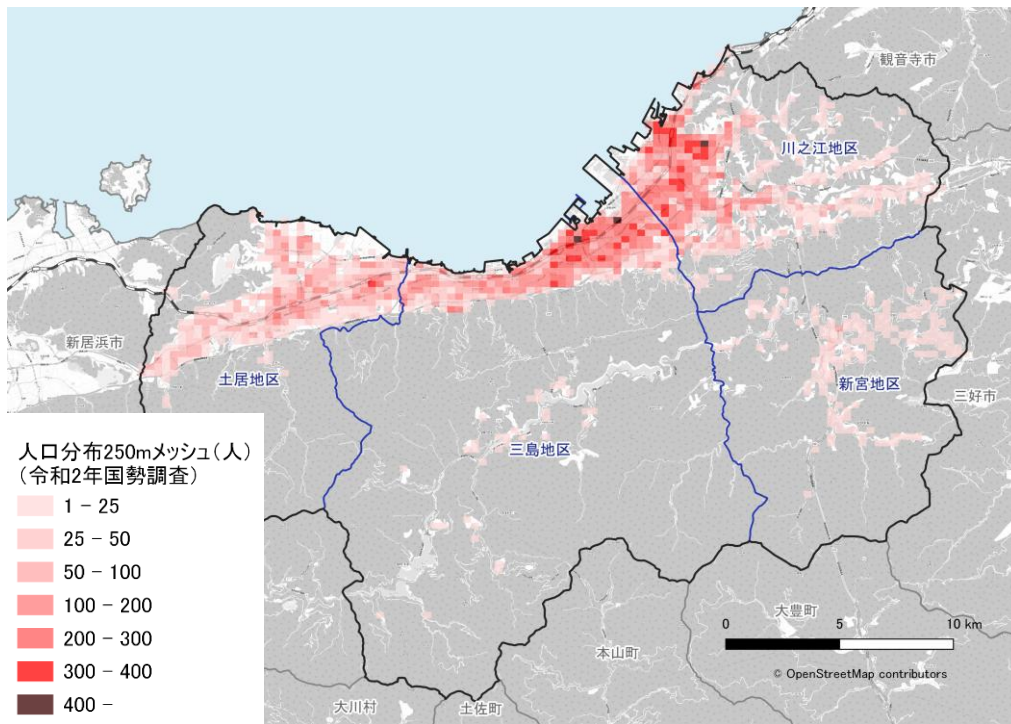 観音寺市
川之江地区
新居浜市
土居地区
新宮地区
三好市
三島地区
人口分布250mメッシュ(人)
(令和2年国勢調査)
1 - 25
25 - 50
50 - 100
100 - 200
200 - 300
300 - 400
400 -
大豊町
0 5 10 km
本山町
© OpenStreetMap contributors
大川村
土佐町